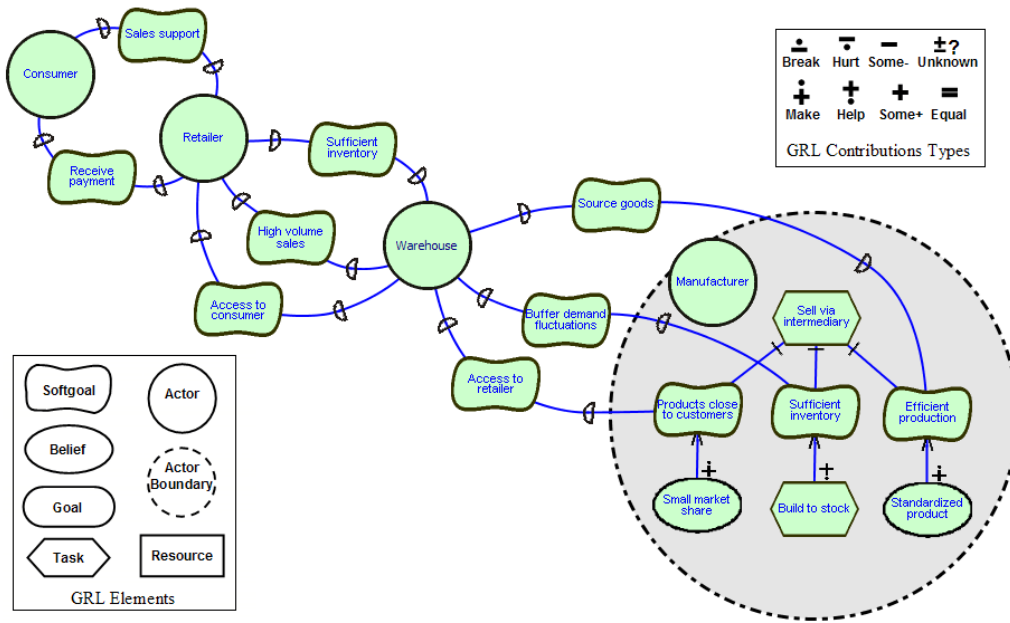 Sales support
Consumer
Retailer
Receive
payment
Sufficient
inventory
High volume
sales
Warehouse
Access to
consumer
Source goods
Manufacturer
Sell via
intermediary
Buffer demand
fluctuations
Access to
retailer
Products close
to customers
Sufficient
inventory
Efficient
production
Small market
share
Build to stock
Standardized
product
±?
Break Hurt Some- Unknown
Make Help Some+ Equal
GRL Contributions Types
Softgoal
Actor
Belief
Actor
Boundary
Goal
Task
Resource
GRL Elements